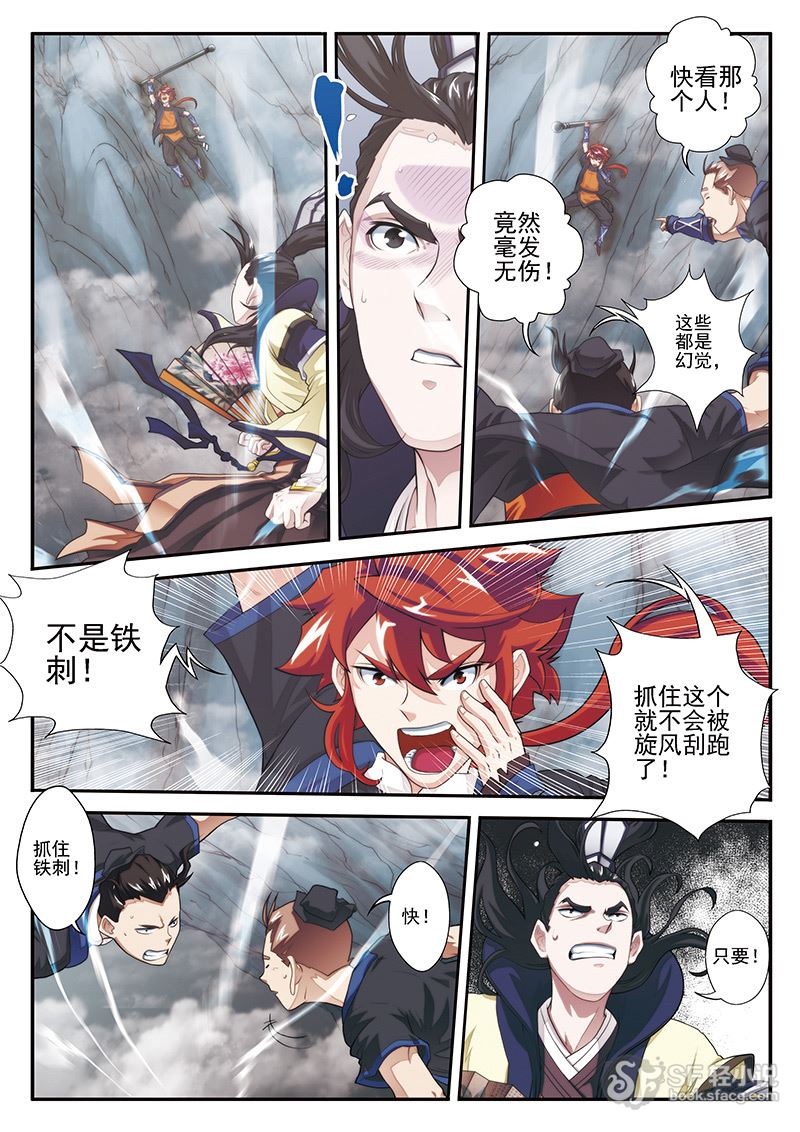 快看那
个人！
竟然
毫发
无伤！
这些
都是
幻觉，
不是铁
刺！
抓住这个
就不会被
旋风刮跑
了！
抓住
铁刺！
快！
只要！
SF轻小说
book.sfacg.com